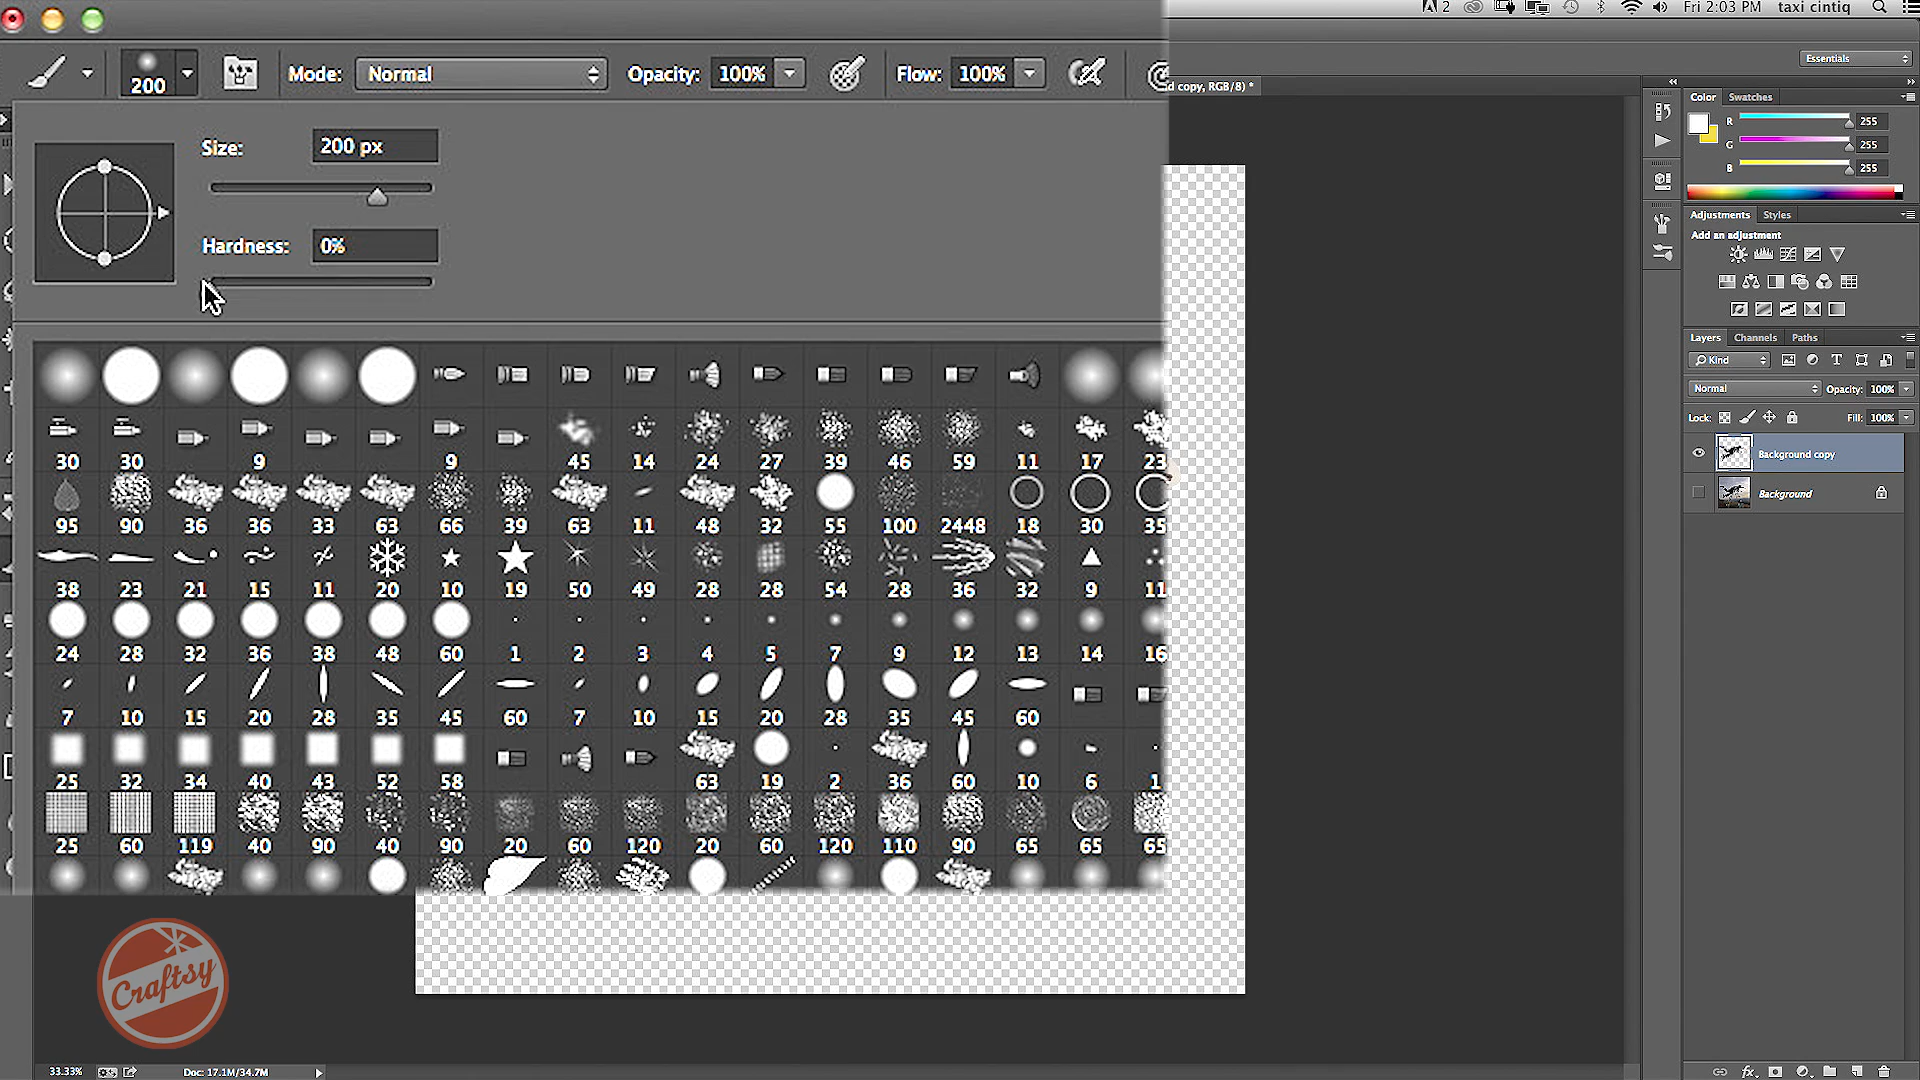 2 Fri 2:03 PM taxi cintiq
200 Mode: Normal Opacity: 100% Flow: 100%
Essentials
d copy, RGB/8) *
Color Swatches
R 255
G 255
B 255
Size: 200 px
Hardness: 0%
Adjustments Styles
Add an adjustment
Layers Channels Paths
Kind
Normal Opacity: 100%
Lock: Fill: 100%
Background copy
Background
30 30 9 9 45 14 24 27 39 46 59 11 17 23
95 90 36 36 33 63 66 39 63 11 48 32 55 100 2448 18 30 35
38 23 21 15 11 20 10 19 50 49 28 28 54 28 36 32 9 11
24 28 32 36 38 48 60 1 2 3 4 5 7 9 12 13 14 16
7 10 15 20 28 35 45 60 7 10 15 20 28 35 45 60
25 32 34 40 43 52 58 63 19 2 36 60 10 6 1
25 60 119 40 90 40 90 20 60 120 20 60 120 110 90 65 65 65
Craftsy
33.33% Doc: 17.1M/34.7M
fx